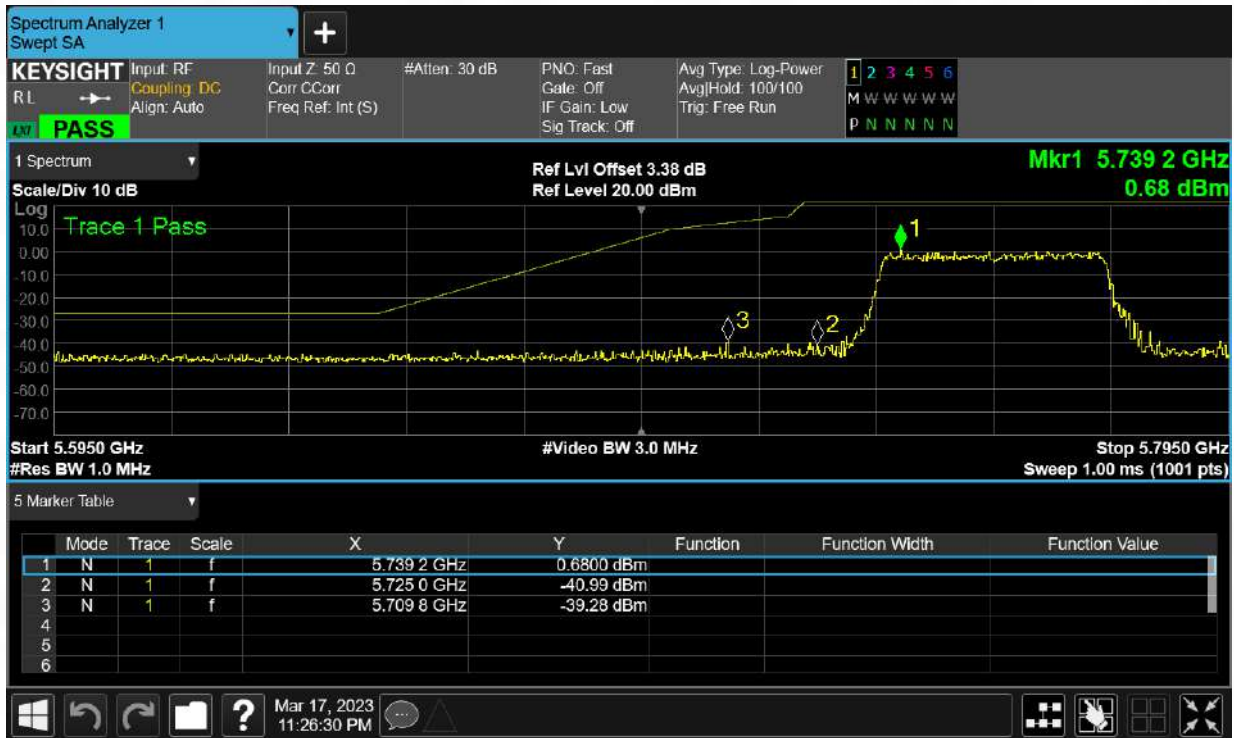 Spectrum Analyzer 1
Swept SA
+
KEYSIGHT
RL
LXI
PASS
Input: RF
Coupling: DC
Align: Auto
Input Z: 50 Ω
Corr CCorr
Freq Ref: Int (S)
#Atten: 30 dB
PNO: Fast
Gate: Off
IF Gain: Low
Sig Track: Off
Avg Type: Log-Power
Avg|Hold: 100/100
Trig: Free Run
1 2 3 4 5 6
M W W W W W
P N N N N N
1 Spectrum
Scale/Div 10 dB
Ref Lvl Offset 3.38 dB
Ref Level 20.00 dBm
Mkr1 5.739 2 GHz
0.68 dBm
Log
Trace 1 Pass
10.0
0.00
-10.0
-20.0
-30.0
-40.0
-50.0
-60.0
-70.0
1
3
2
Start 5.5950 GHz
#Video BW 3.0 MHz
Stop 5.7950 GHz
#Res BW 1.0 MHz
Sweep 1.00 ms (1001 pts)
5 Marker Table
Mode Trace Scale X Y Function Function Width Function Value
1 N 1 f 5.739 2 GHz 0.6800 dBm
2 N 1 f 5.725 0 GHz -40.99 dBm
3 N 1 f 5.709 8 GHz -39.28 dBm
4
5
6
?
Mar 17, 2023
11:26:30 PM